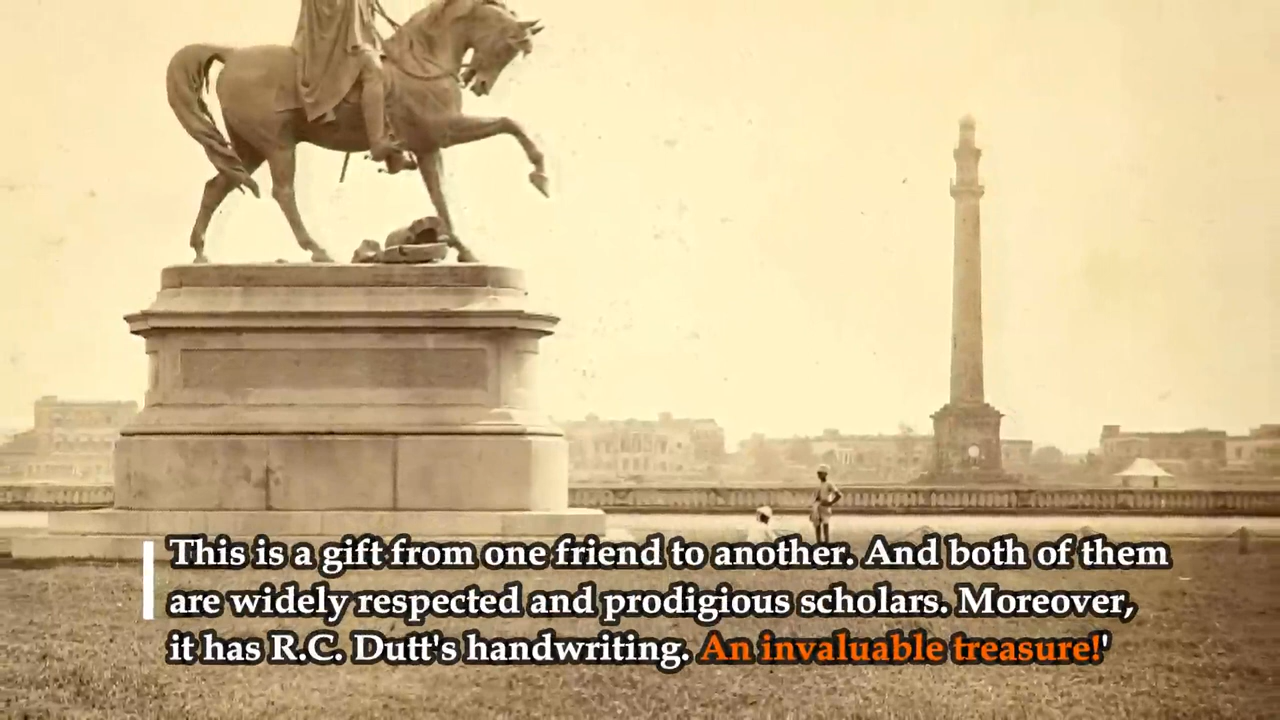 This is a gift from one friend to another. And both of them
are widely respected and prodigious scholars. Moreover,
it has R.C. Dutt's handwriting. An invaluable treasure!'